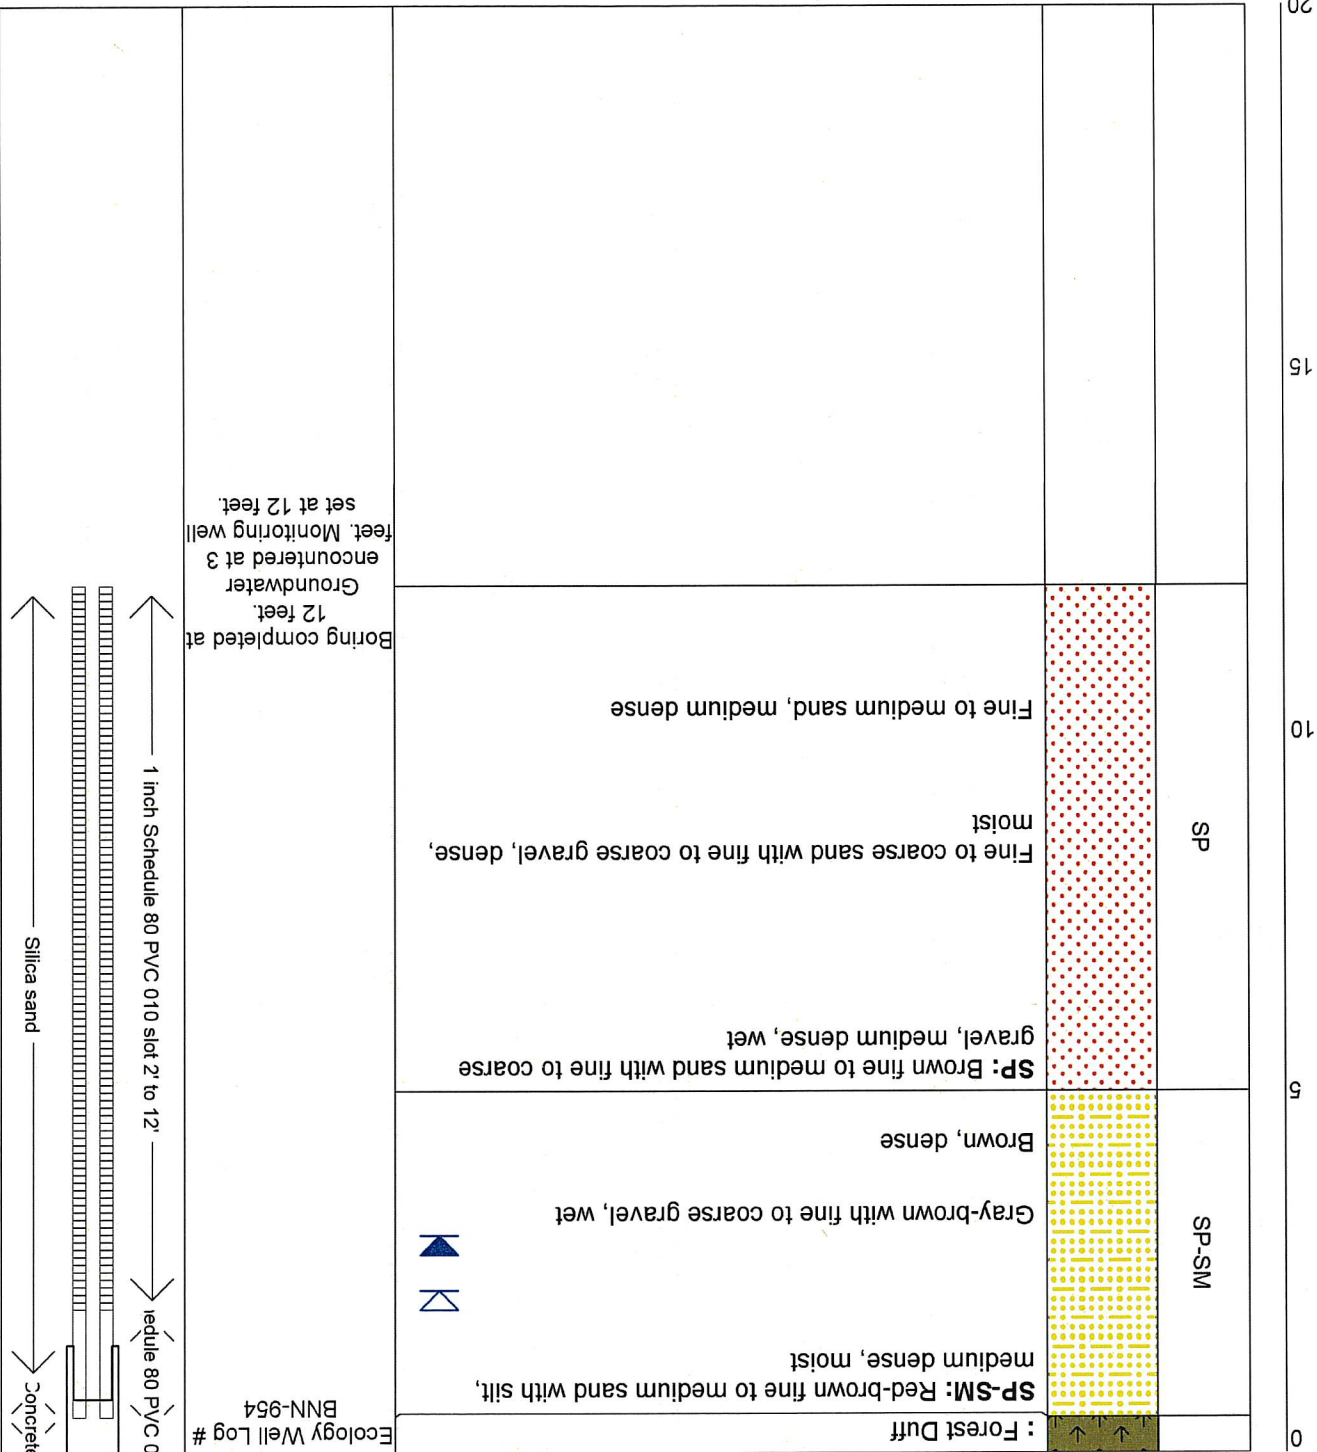 0
5
10
15
20
SP-SM
SP
: Forest Duff
SP-SM: Red-brown fine to medium sand with silt,
medium dense, moist
Gray-brown with fine to coarse gravel, wet
Brown, dense
SP: Brown fine to medium sand with fine to coarse
gravel, medium dense, wet
Fine to coarse sand with fine to coarse gravel, dense,
moist
Fine to medium sand, medium dense
Ecology Well Log #
BNN-954
Boring completed at
12 feet.
Groundwater
encountered at 3
feet. Monitoring well
set at 12 feet.
1 inch Schedule 80 PVC 010 slot 2' to 12'
edule 80 PVC
Silica sand
Concrete